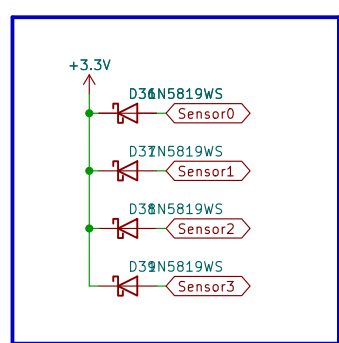 +3.3V
D36 1N5819WS
Sensor0
D37 1N5819WS
Sensor1
D38 1N5819WS
Sensor2
D39 1N5819WS
Sensor3